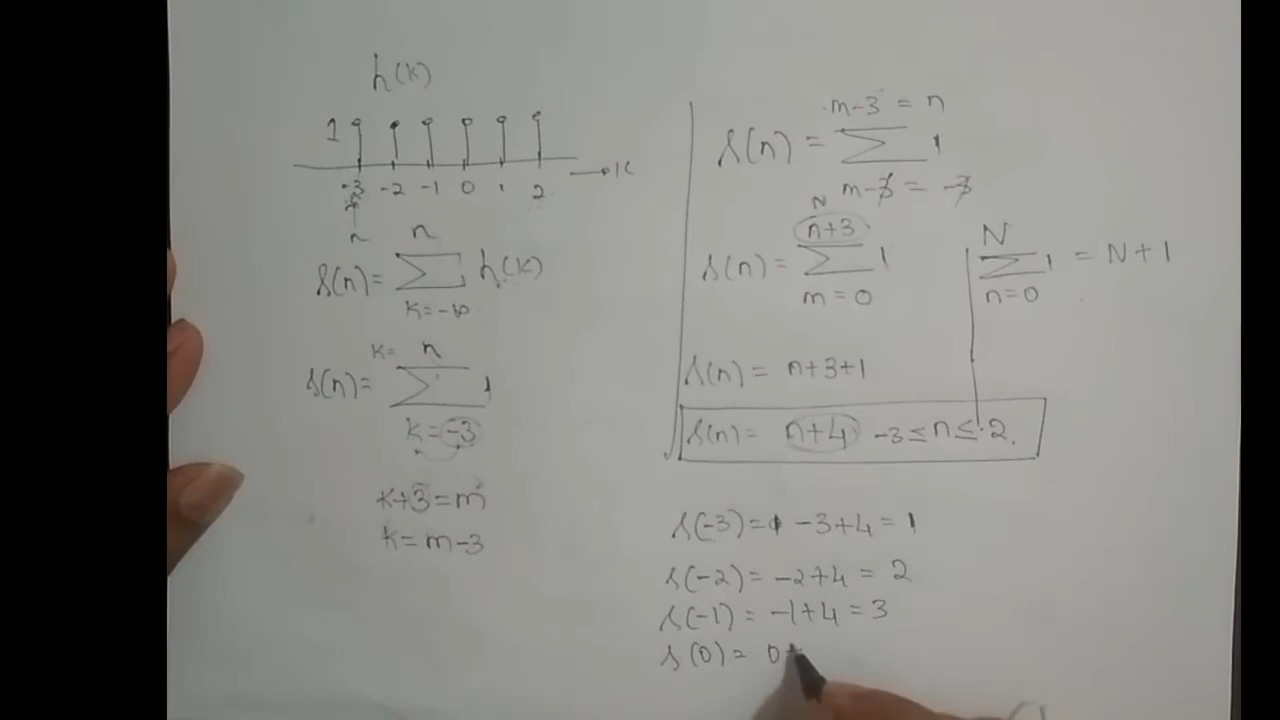 h(k)
1
-3 -2 -1 0 1 2 → k
n
s(n) = n Σ k=-∞ h(k)
s(n) = k= n Σ k=-3 1
k+3=m
k=m-3
s(n) = m-3=n Σ m-3=-3 1
s(n) = N n+3 Σ m=0 1
N Σ n=0 1 = N+1
s(n) = n+3+1
s(n) = n+4 -3≤n≤2.
s(-3) = -3+4=1
s(-2) = -2+4 = 2
s(-1) = -1+4=3
s(0) = 0+